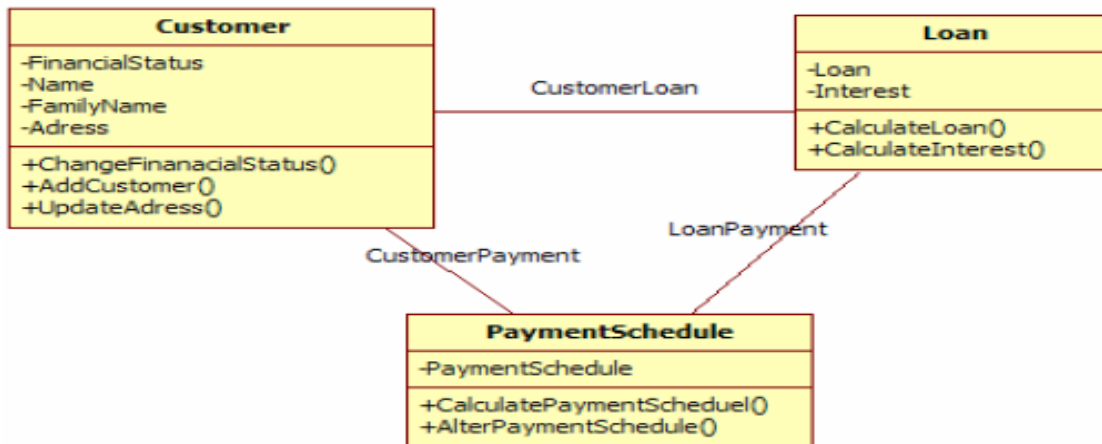 Customer
-FinancialStatus
-Name
-FamilyName
-Adress
+ChangeFinanacialStatus()
+AddCustomer()
+UpdateAdress()
CustomerLoan
Loan
-Loan
-Interest
+CalculateLoan()
+CalculateInterest()
CustomerPayment
LoanPayment
PaymentSchedule
-PaymentSchedule
+CalculatePaymentScheduel()
+AlterPaymentSchedule()